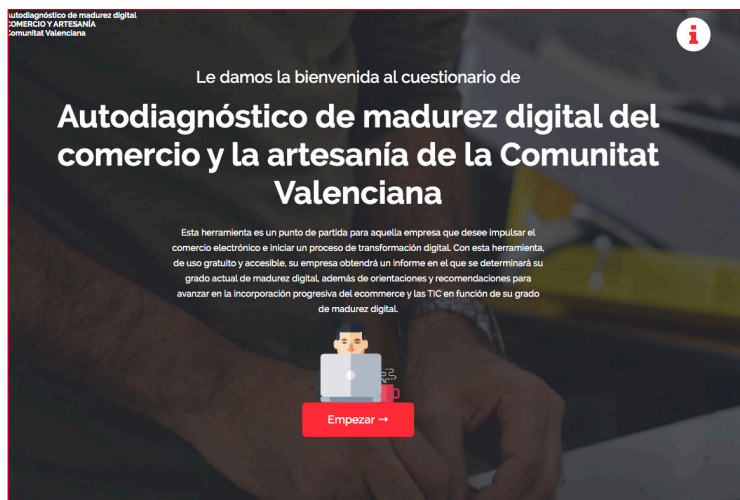 Autodiagnóstico de madurez digital
COMERCIO Y ARTESANÍA
Comunitat Valenciana
Le damos la bienvenida al cuestionario de
Autodiagnóstico de madurez digital del
comercio y la artesanía de la Comunitat
Valenciana
Esta herramienta es un punto de partida para aquella empresa que desee impulsar el
comercio electrónico e iniciar un proceso de transformación digital. Con esta herramienta,
de uso gratuito y accesible, su empresa obtendrá un informe en el que se determinará su
grado actual de madurez digital, además de orientaciones y recomendaciones para
avanzar en la incorporación progresiva del ecommerce y las TIC en función de su grado
de madurez digital.
Empezar →